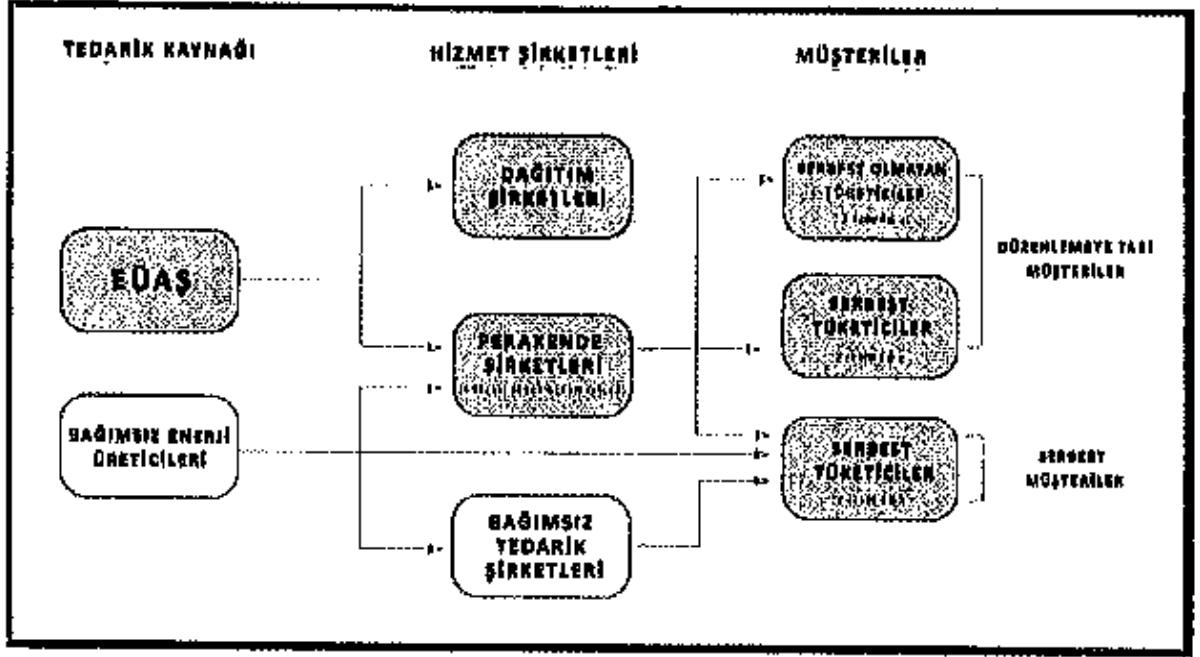 TEDARİK KAYNAĞI
HİZMET ŞİRKETLERİ
MÜŞTERİLER
DAĞITIM
ŞİRKETLERİ
SERBEST OLMAYAN
TÜKETİCİLER
EÜAŞ
DÜZENLEMEYE TABİ
MÜŞTERİLER
SERBEST
TÜKETİCİLER
PERAKENDE
ŞİRKETLERİ
BAĞIMSIZ ENERJİ
ÜRETİCİLERİ
SERBEST
TÜKETİCİLER
SERBEST
MÜŞTERİLER
BAĞIMSIZ
TEDARİK
ŞİRKETLERİ